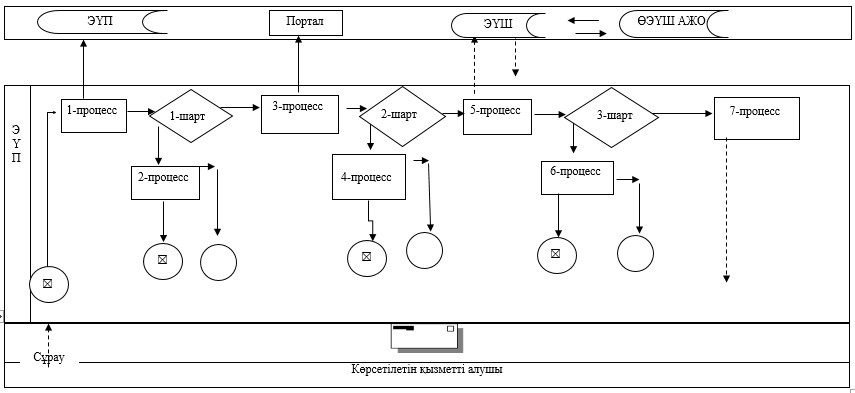 ЭҮП
Портал
ЭҮШ
ӨЭҮШ АЖО
ЭҮП
1-процесс
1-шарт
3-процесс
2-шарт
5-процесс
3-шарт
7-процесс
2-процесс
4-процесс
6-процесс
Сұрау
Көрсетілетін қызметті алушы